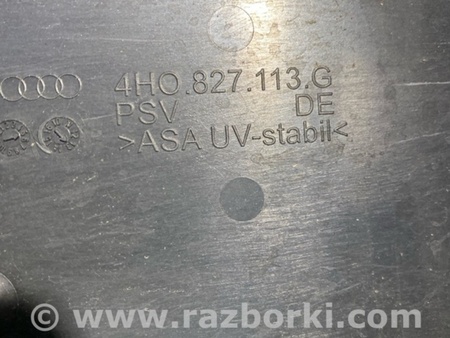 4H0.827.113.G
PSV DE
>ASA UV-stabil<
www.razborki.com